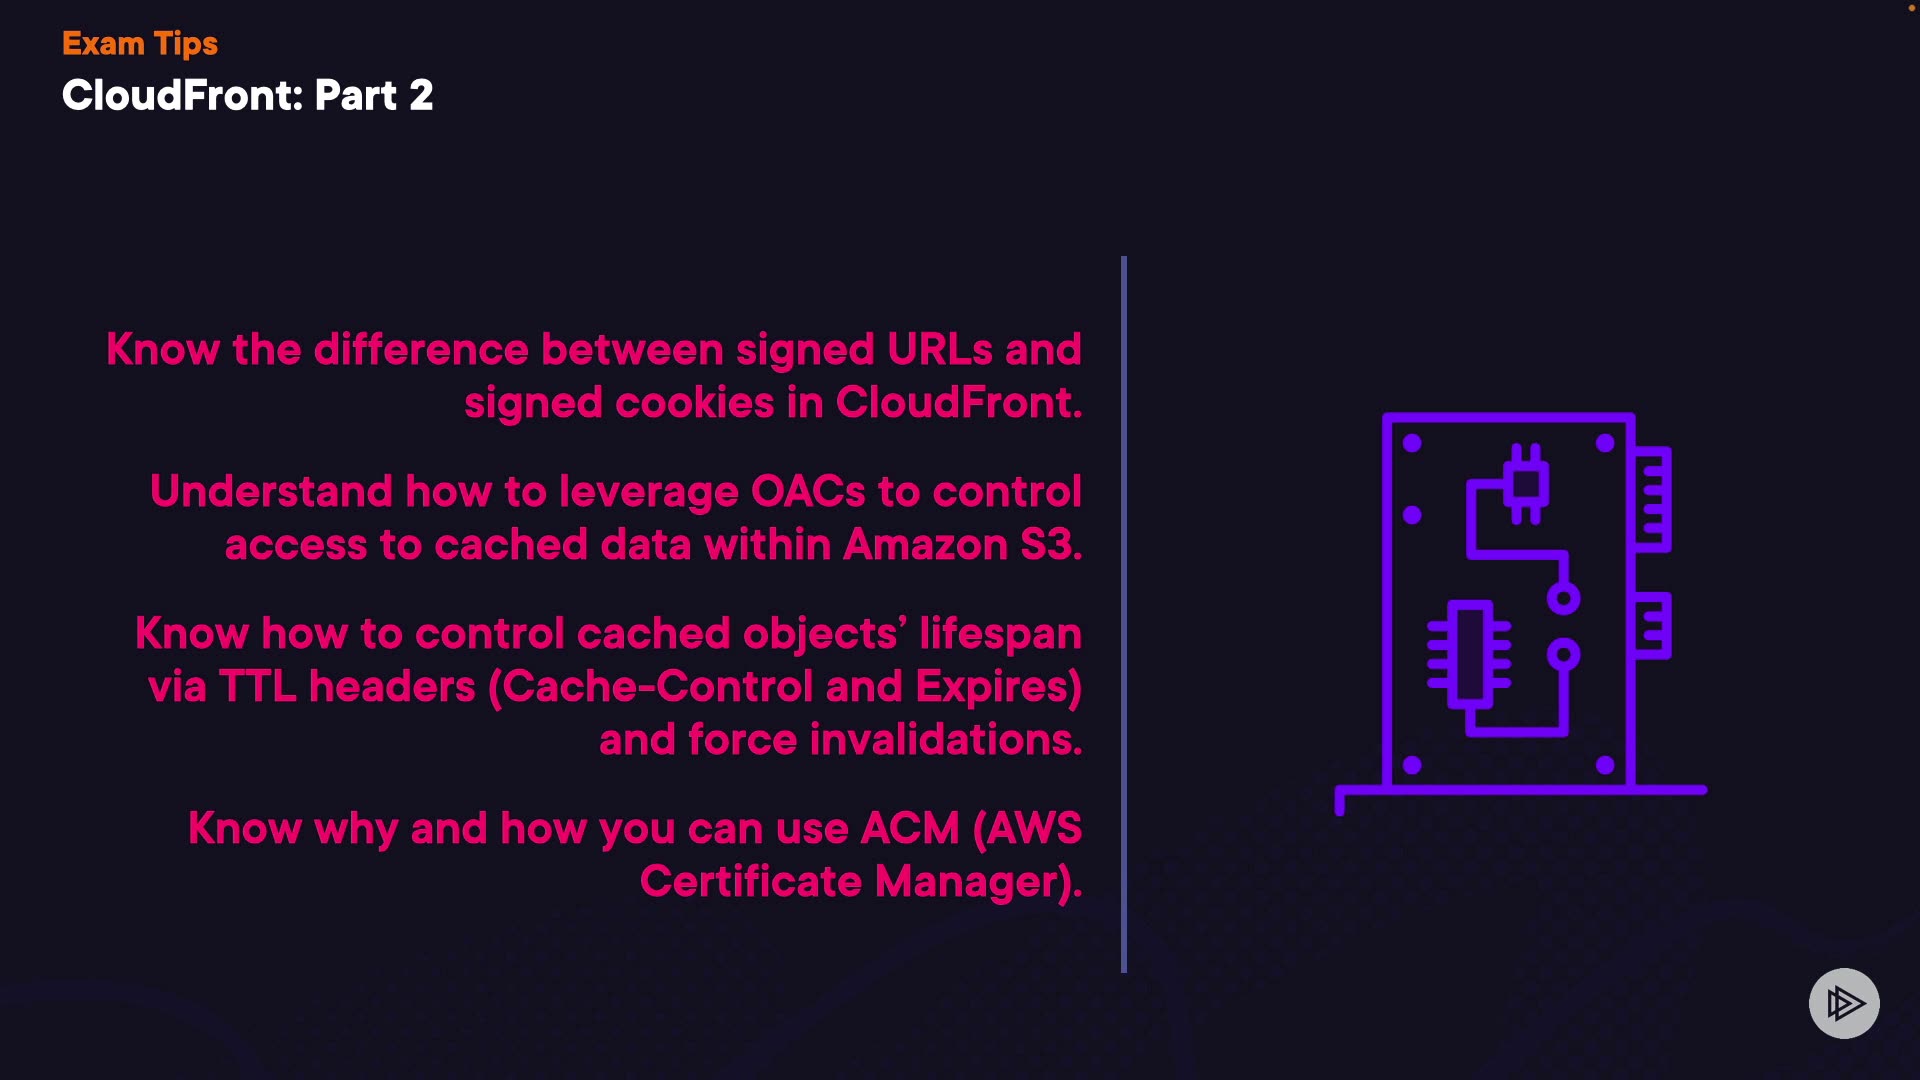 Exam Tips
CloudFront: Part 2
Know the difference between signed URLs and
signed cookies in CloudFront.
Understand how to leverage OACs to control
access to cached data within Amazon S3.
Know how to control cached objects’ lifespan
via TTL headers (Cache-Control and Expires)
and force invalidations.
Know why and how you can use ACM (AWS
Certificate Manager).